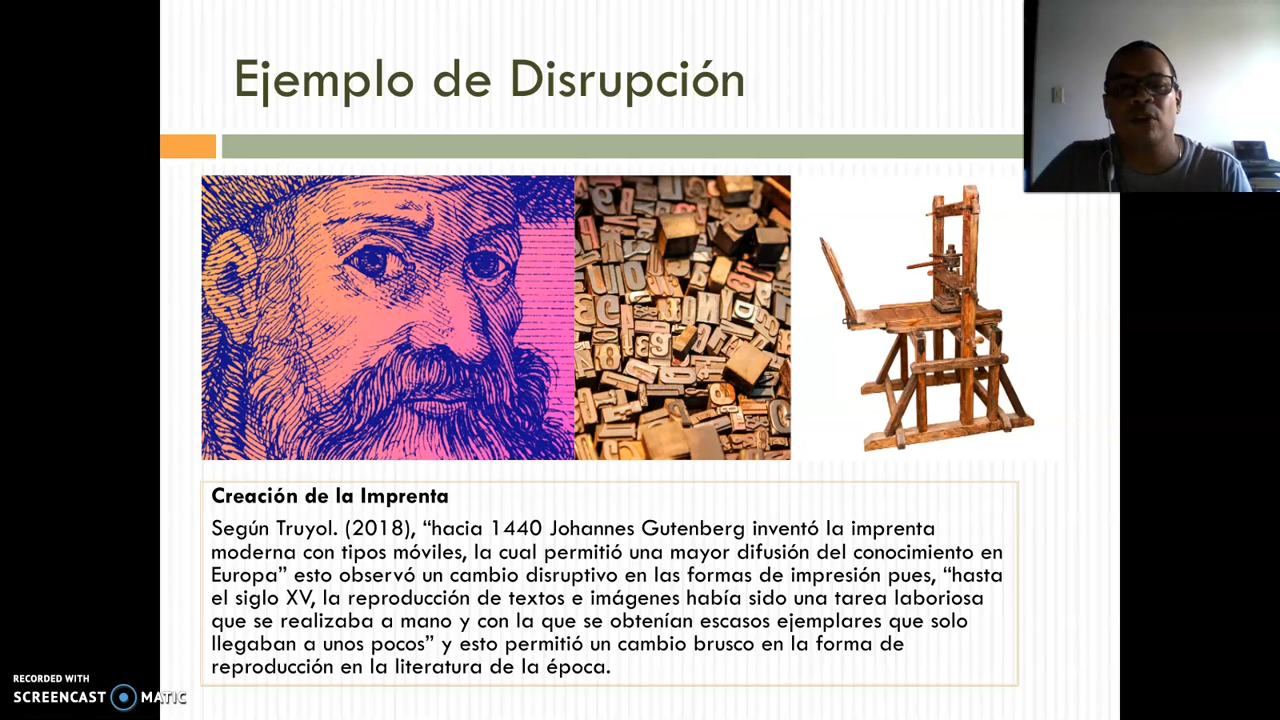 Ejemplo de Disrupción
Creación de la Imprenta
Según Truyol. (2018), “hacia 1440 Johannes Gutenberg inventó la imprenta
moderna con tipos móviles, la cual permitió una mayor difusión del conocimiento en
Europa” esto observó un cambio disruptivo en las formas de impresión pues, “hasta
el siglo XV, la reproducción de textos e imágenes había sido una tarea laboriosa
que se realizaba a mano y con la que se obtenían escasos ejemplares que solo
llegaban a unos pocos” y esto permitió un cambio brusco en la forma de
reproducción en la literatura de la época.
RECORDED WITH
SCREENCAST MATIC